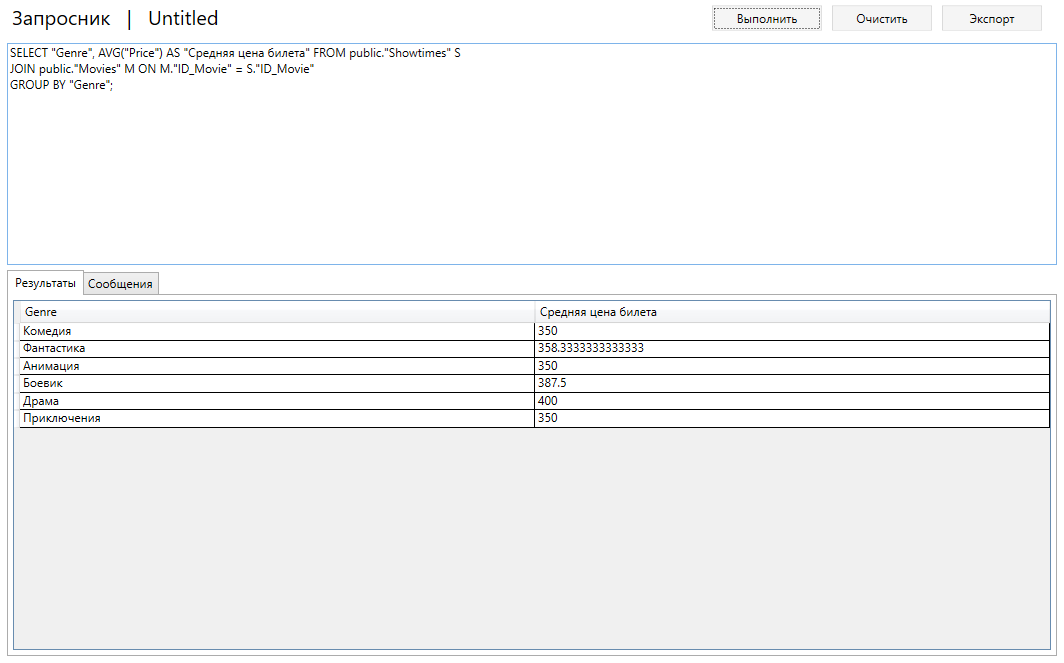 Запросник | Untitled Выполнить Очистить Экспорт
SELECT "Genre", AVG("Price") AS "Средняя цена билета" FROM public."Showtimes" S
JOIN public."Movies" M ON M."ID_Movie" = S."ID_Movie"
GROUP BY "Genre";
Результаты Сообщения
Genre Средняя цена билета
Комедия 350
Фантастика 358.3333333333333
Анимация 350
Боевик 387.5
Драма 400
Приключения 350